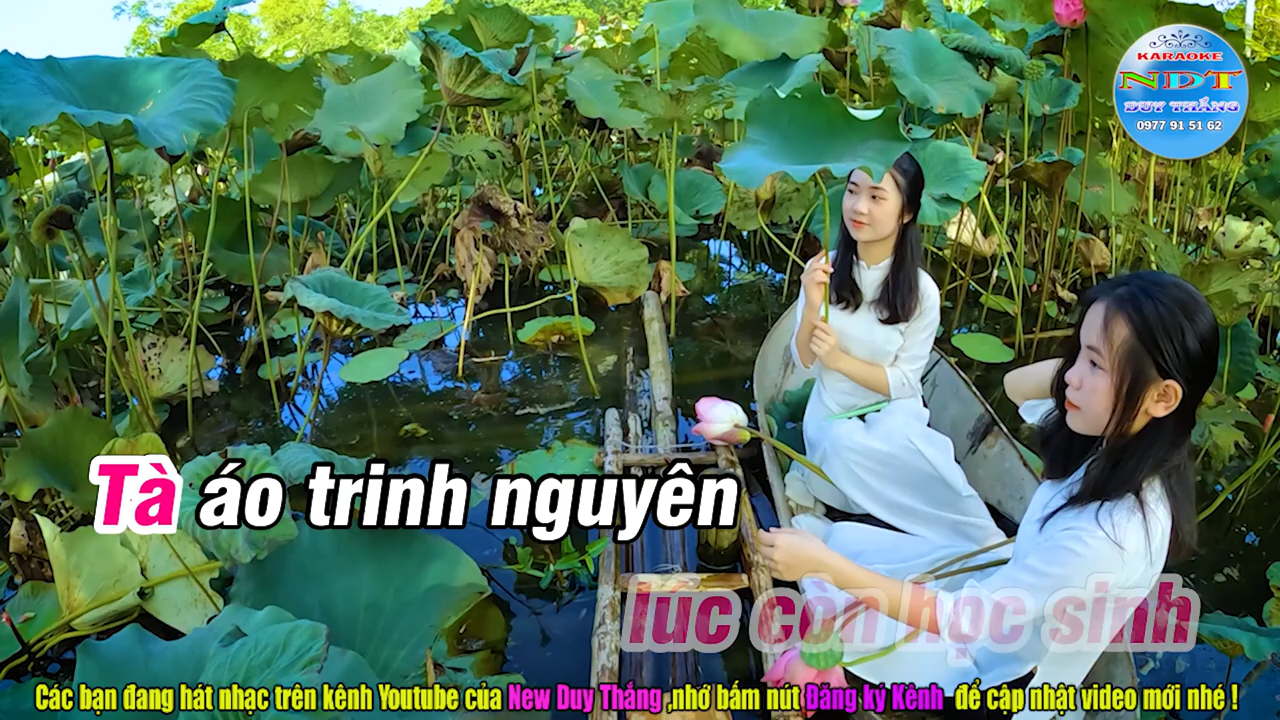 KARAOKE
NDT
DUY THẮNG
0977 91 51 62
Tà áo trinh nguyên
lúc còn học sinh
Các bạn đang hát nhạc trên kênh Youtube của New Duy Thắng ,nhớ bấm nút Đăng ký Kênh để cập nhật video mới nhé !